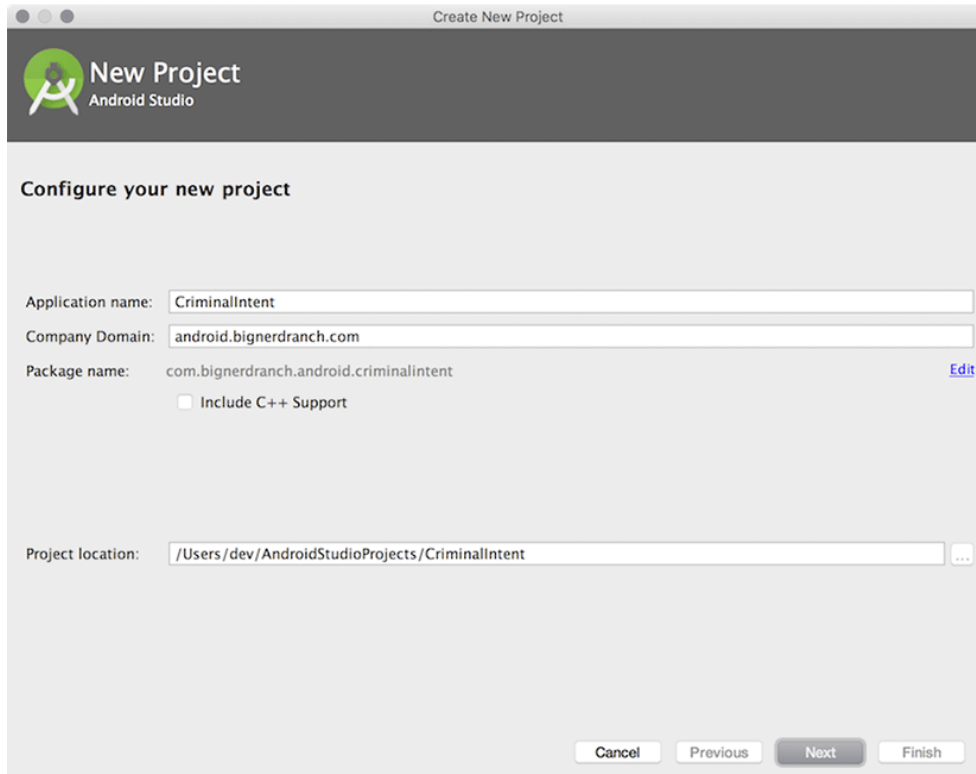 Create New Project
New Project
Android Studio
Configure your new project
Application name: CriminalIntent
Company Domain: android.bignerdranch.com
Package name: com.bignerdranch.android.criminalintent Edit
Include C++ Support
Project location: /Users/dev/AndroidStudioProjects/CriminalIntent ...
Cancel Previous Next Finish